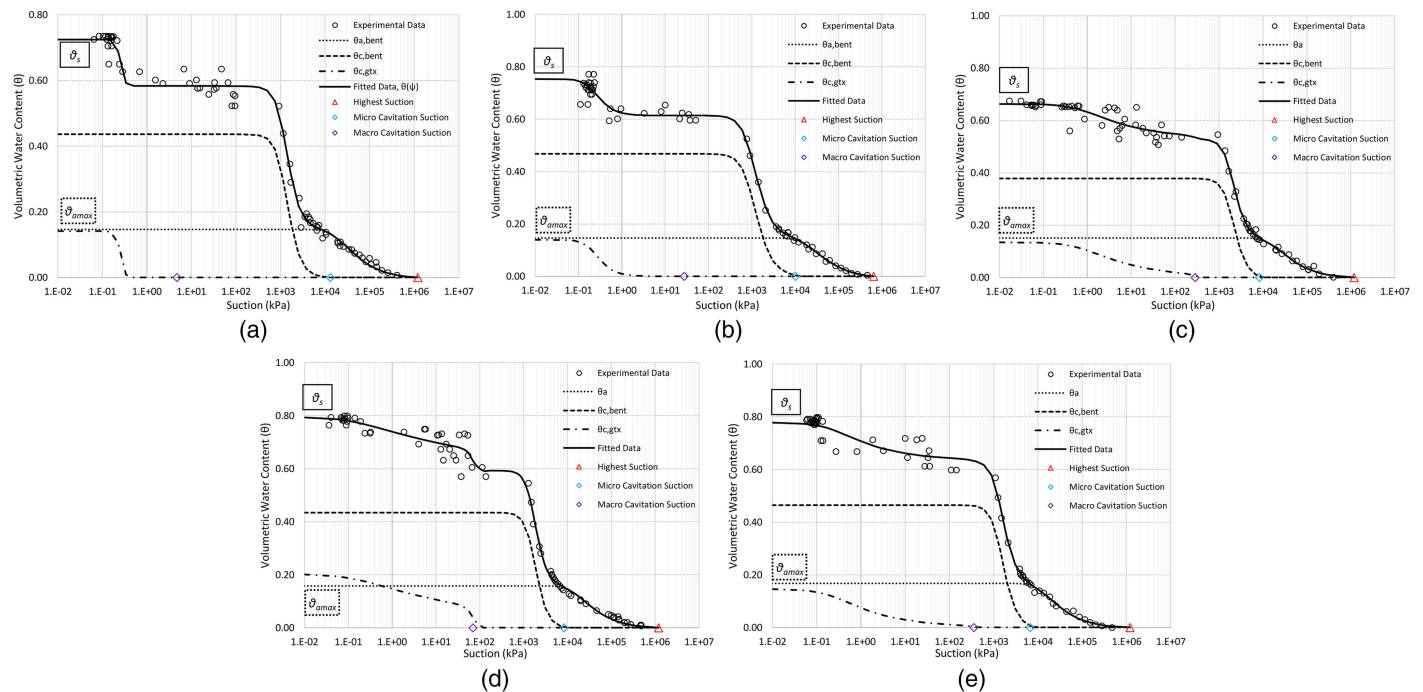 0.80
0.60
0.40
0.20
0.00
Volumetric Water Content (θ)
ϑs
ϑamax
Experimental Data
θa,bent
θc,bent
θc,gtx
Fitted Data, θ(ψ)
Highest Suction
Micro Cavitation Suction
Macro Cavitation Suction
1.E-02 1.E-01 1.E+00 1.E+01 1.E+02 1.E+03 1.E+04 1.E+05 1.E+06 1.E+07
Suction (kPa)
(a)
1.00
0.80
0.60
0.40
0.20
0.00
Volumetric Water Content (θ)
ϑs
ϑamax
Experimental Data
θa,bent
θc,bent
θc,gtx
Fitted Data
Highest Suction
Micro Cavitation Suction
Macro Cavitation Suction
1.E-02 1.E-01 1.E+00 1.E+01 1.E+02 1.E+03 1.E+04 1.E+05 1.E+06 1.E+07
Suction (kPa)
(b)
1.00
0.80
0.60
0.40
0.20
0.00
Volumetric Water Content (θ)
ϑs
ϑamax
Experimental Data
θa
θc,bent
θc,gtx
Fitted Data
Highest Suction
Micro Cavitation Suction
Macro Cavitation Suction
1.E-02 1.E-01 1.E+00 1.E+01 1.E+02 1.E+03 1.E+04 1.E+05 1.E+06 1.E+07
Suction (kPa)
(c)
1.00
0.80
0.60
0.40
0.20
0.00
Volumetric Water Content (θ)
ϑs
ϑamax
Experimental Data
θa
θc,bent
θc,gtx
Fitted Data
Highest Suction
Micro Cavitation Suction
Macro Cavitation Suction
1.E-02 1.E-01 1.E+00 1.E+01 1.E+02 1.E+03 1.E+04 1.E+05 1.E+06 1.E+07
Suction (kPa)
(d)
1.00
0.80
0.60
0.40
0.20
0.00
Volumetric Water Content (θ)
ϑs
ϑamax
Experimental Data
θa
θc,bent
θc,gtx
Fitted Data
Highest Suction
Micro Cavitation Suction
Macro Cavitation Suction
1.E-02 1.E-01 1.E+00 1.E+01 1.E+02 1.E+03 1.E+04 1.E+05 1.E+06 1.E+07
Suction (kPa)
(e)